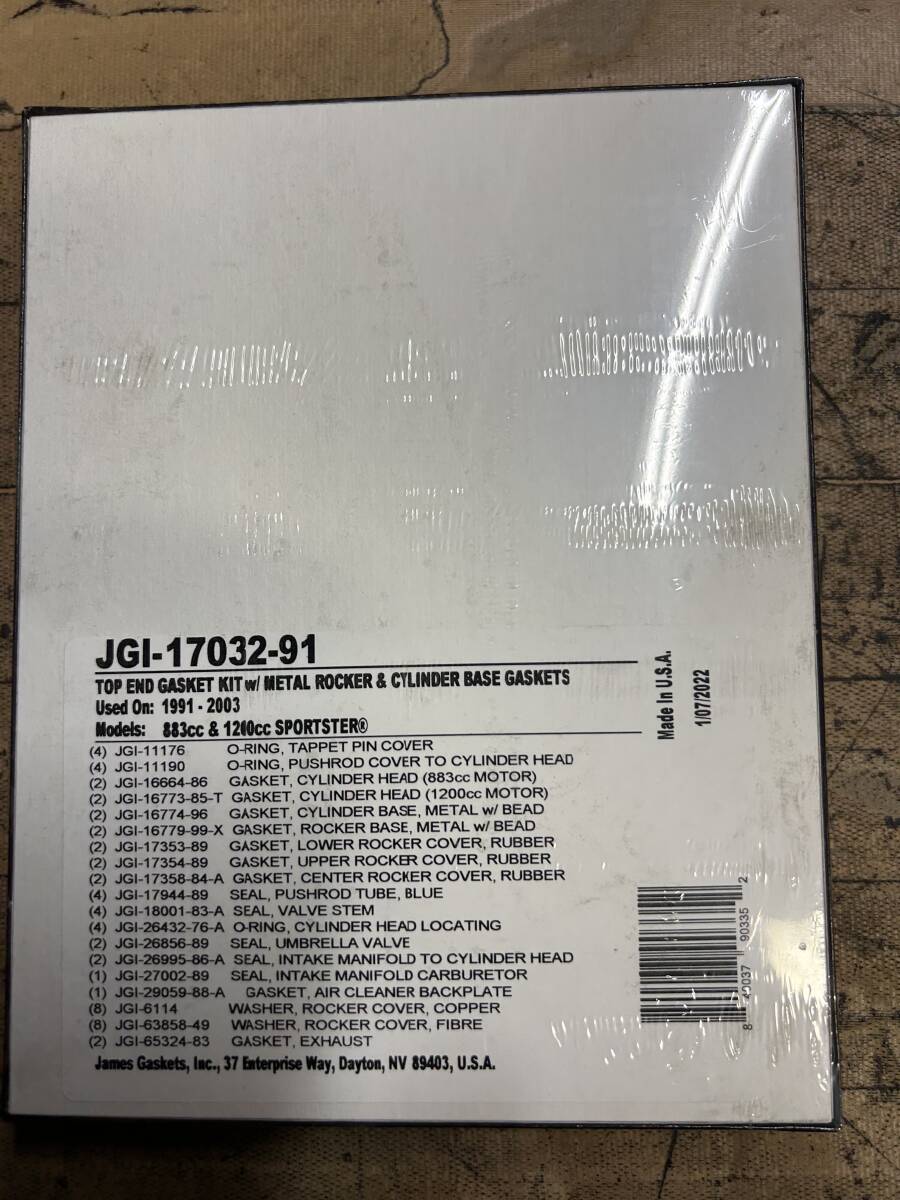 JGI-17032-91
TOP END GASKET KIT w/ METAL ROCKER & CYLINDER BASE GASKETS
Used On: 1991 - 2003
Models: 883cc & 1200cc SPORTSTER®
(4) JGI-11176 O-RING, TAPPET PIN COVER
(4) JGI-11190 O-RING, PUSHROD COVER TO CYLINDER HEAD
(2) JGI-16664-86 GASKET, CYLINDER HEAD (883cc MOTOR)
(2) JGI-16773-85-T GASKET, CYLINDER HEAD (1200cc MOTOR)
(2) JGI-16774-96 GASKET, CYLINDER BASE, METAL w/ BEAD
(2) JGI-16779-99-X GASKET, ROCKER BASE, METAL w/ BEAD
(2) JGI-17353-89 GASKET, LOWER ROCKER COVER, RUBBER
(2) JGI-17354-89 GASKET, UPPER ROCKER COVER, RUBBER
(2) JGI-17358-84-A GASKET, CENTER ROCKER COVER, RUBBER
(4) JGI-17944-89 SEAL, PUSHROD TUBE, BLUE
(4) JGI-18001-83-A SEAL, VALVE STEM
(4) JGI-26432-76-A O-RING, CYLINDER HEAD LOCATING
(2) JGI-26856-89 SEAL, UMBRELLA VALVE
(2) JGI-26995-86-A SEAL, INTAKE MANIFOLD TO CYLINDER HEAD
(1) JGI-27002-89 SEAL, INTAKE MANIFOLD CARBURETOR
(1) JGI-29059-88-A GASKET, AIR CLEANER BACKPLATE
(8) JGI-6114 WASHER, ROCKER COVER, COPPER
(8) JGI-63858-49 WASHER, ROCKER COVER, FIBRE
(2) JGI-65324-83 GASKET, EXHAUST
James Gaskets, Inc., 37 Enterprise Way, Dayton, NV 89403, U.S.A.
Made In U.S.A.
1/07/2022
8 90335 2